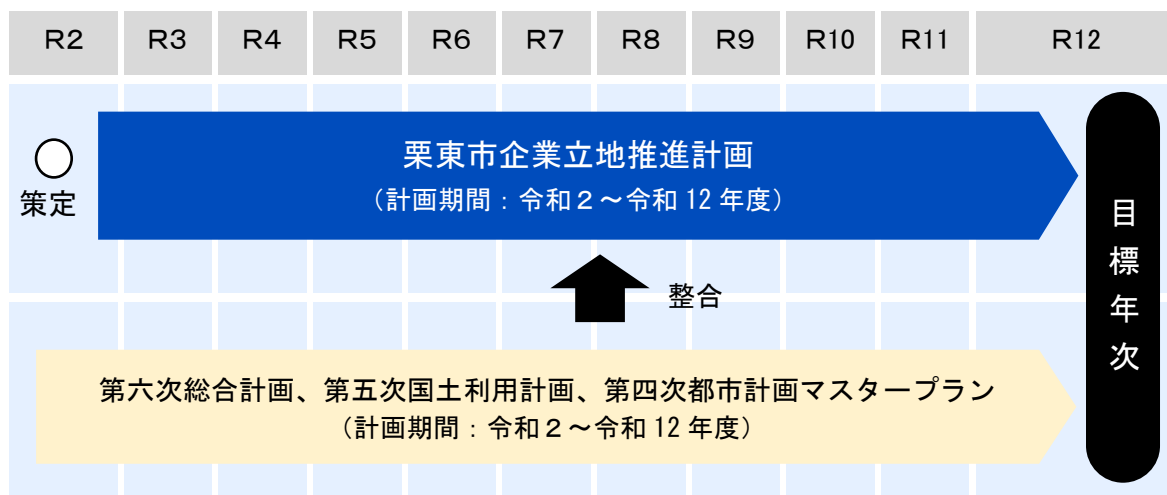 R2 R3 R4 R5 R6 R7 R8 R9 R10 R11 R12
栗東市企業立地推進計画
（計画期間：令和２～令和 12 年度）
策定
整合
第六次総合計画、第五次国土利用計画、第四次都市計画マスタープラン
（計画期間：令和２～令和 12 年度）
目標年次